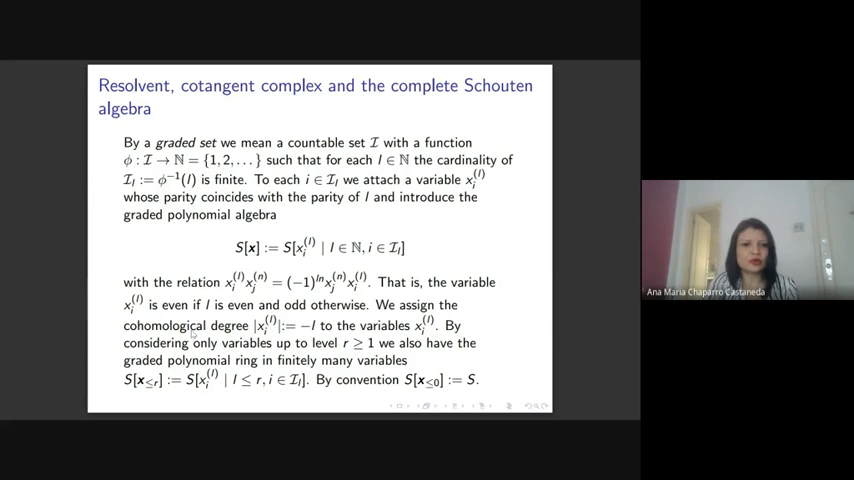 Resolvent, cotangent complex and the complete Schouten
algebra
By a graded set we mean a countable set ℐ with a function
ϕ : ℐ → ℕ = {1, 2, . . . } such that for each l ∈ ℕ the cardinality of
ℐ_l := ϕ⁻¹(l) is finite. To each i ∈ ℐ_l we attach a variable x_i^{(l)}
whose parity coincides with the parity of l and introduce the
graded polynomial algebra
S[x] := S[x_i^{(l)} | l ∈ ℕ, i ∈ ℐ_l]
with the relation x_i^{(l)} x_j^{(n)} = (−1)^{ln} x_j^{(n)} x_i^{(l)}. That is, the variable
x_i^{(l)} is even if l is even and odd otherwise. We assign the
cohomological degree |x_i^{(l)}| := −l to the variables x_i^{(l)}. By
considering only variables up to level r ≥ 1 we also have the
graded polynomial ring in finitely many variables
S[x_{≤r}] := S[x_i^{(l)} | l ≤ r, i ∈ ℐ_l]. By convention S[x_{≤0}] := S.
Ana Maria Chaparro Castaneda